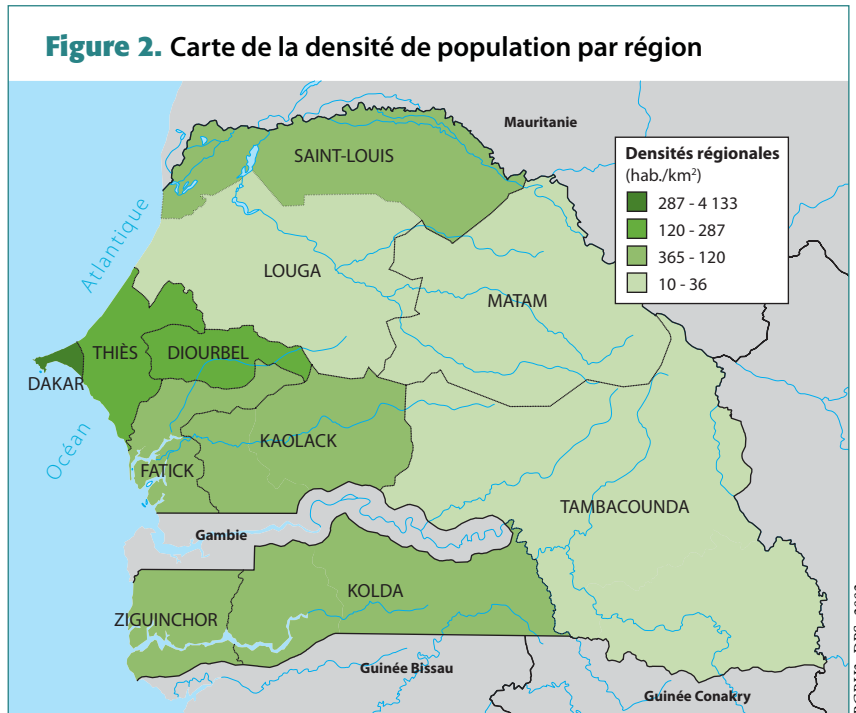 Figure 2. Carte de la densité de population par région
Mauritanie
SAINT-LOUIS
Densités régionales
(hab./km²)
287 - 4 133
120 - 287
365 - 120
10 - 36
Atlantique
LOUGA
MATAM
THIÈS
DIOURBEL
DAKAR
Océan
KAOLACK
FATICK
TAMBACOUNDA
Gambie
KOLDA
ZIGUINCHOR
Guinée Bissau
Guinée Conakry